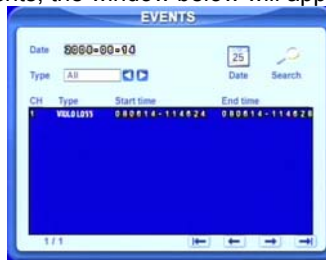 EVENTS
Date
25
Type All
Date Search
CH Type Start time End time
1 VIDLO LOSS 080614-114624 080614-114628
1 / 1